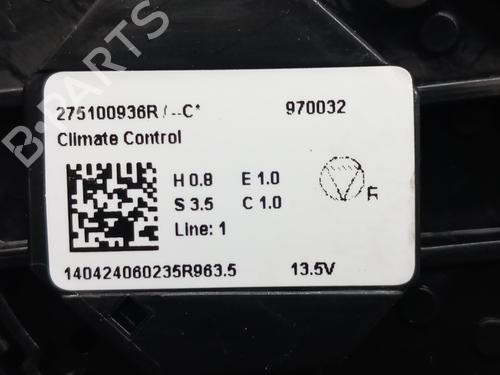 B-PARTS
275100936R / --C* 970032
Climate Control
H 0.8 E 1.0
S 3.5 C 1.0
R
Line: 1
140424060235R963.5 13.5V